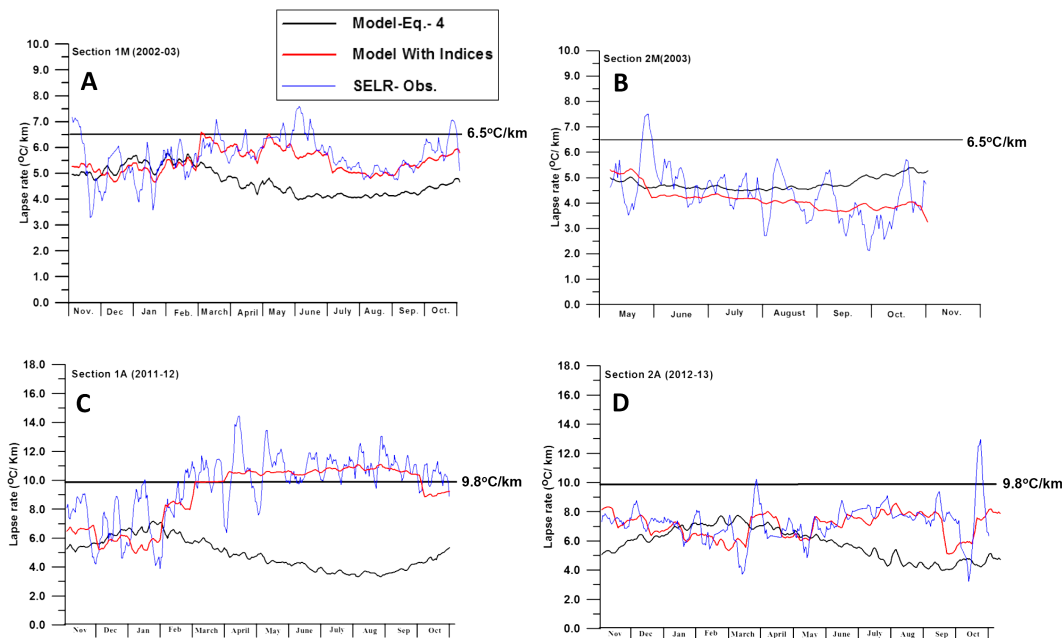 Model-Eq.- 4
Model With Indices
SELR- Obs.
Section 1M (2002-03)
A
Lapse rate (°C/ km)
10.0
9.0
8.0
7.0
6.0
5.0
4.0
3.0
2.0
1.0
0.0
6.5°C/km
Nov. Dec Jan Feb. March April May June July Aug. Sep. Oct.
Section 2M(2003)
B
Lapse rate (°C/ km)
10.0
9.0
8.0
7.0
6.0
5.0
4.0
3.0
2.0
1.0
0.0
6.5°C/km
May June July August Sep. Oct. Nov.
Section 1A (2011-12)
C
Lapse rate (°C/ Km)
18.0
16.0
14.0
12.0
10.0
8.0
6.0
4.0
2.0
0.0
9.8°C/km
Nov Dec Jan Feb March April May June July Aug Sep Oct
Section 2A (2012-13)
D
Lapse rate (°C/ km)
18.0
16.0
14.0
12.0
10.0
8.0
6.0
4.0
2.0
0.0
9.8°C/km
Nov Dec Jan Feb March April May June July Aug Sep Oct